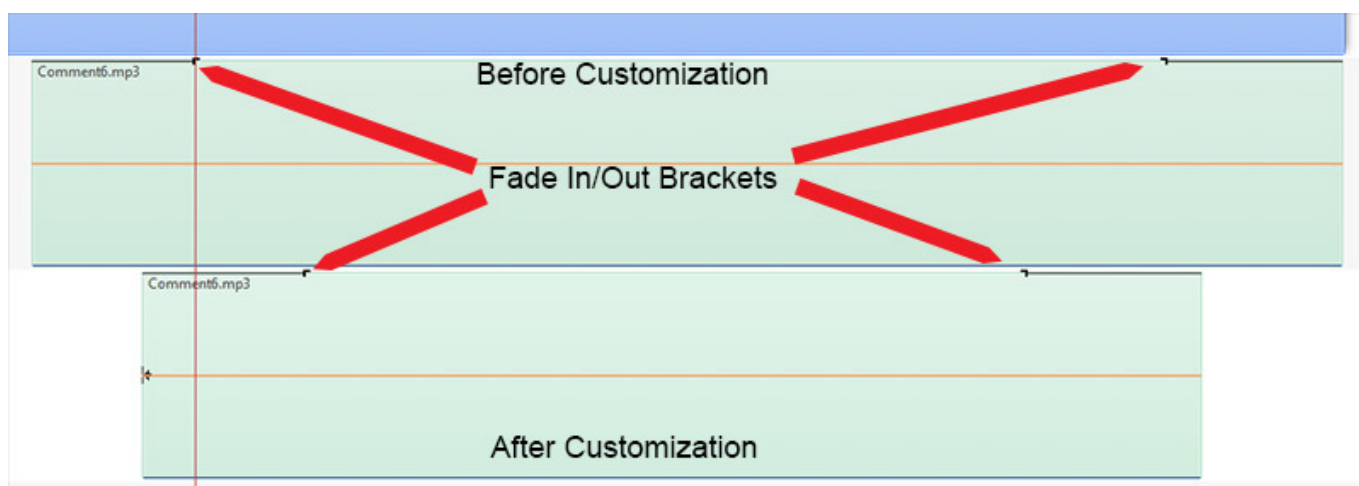 Comment6.mp3
Before Customization
Fade In/Out Brackets
Comment6.mp3
After Customization